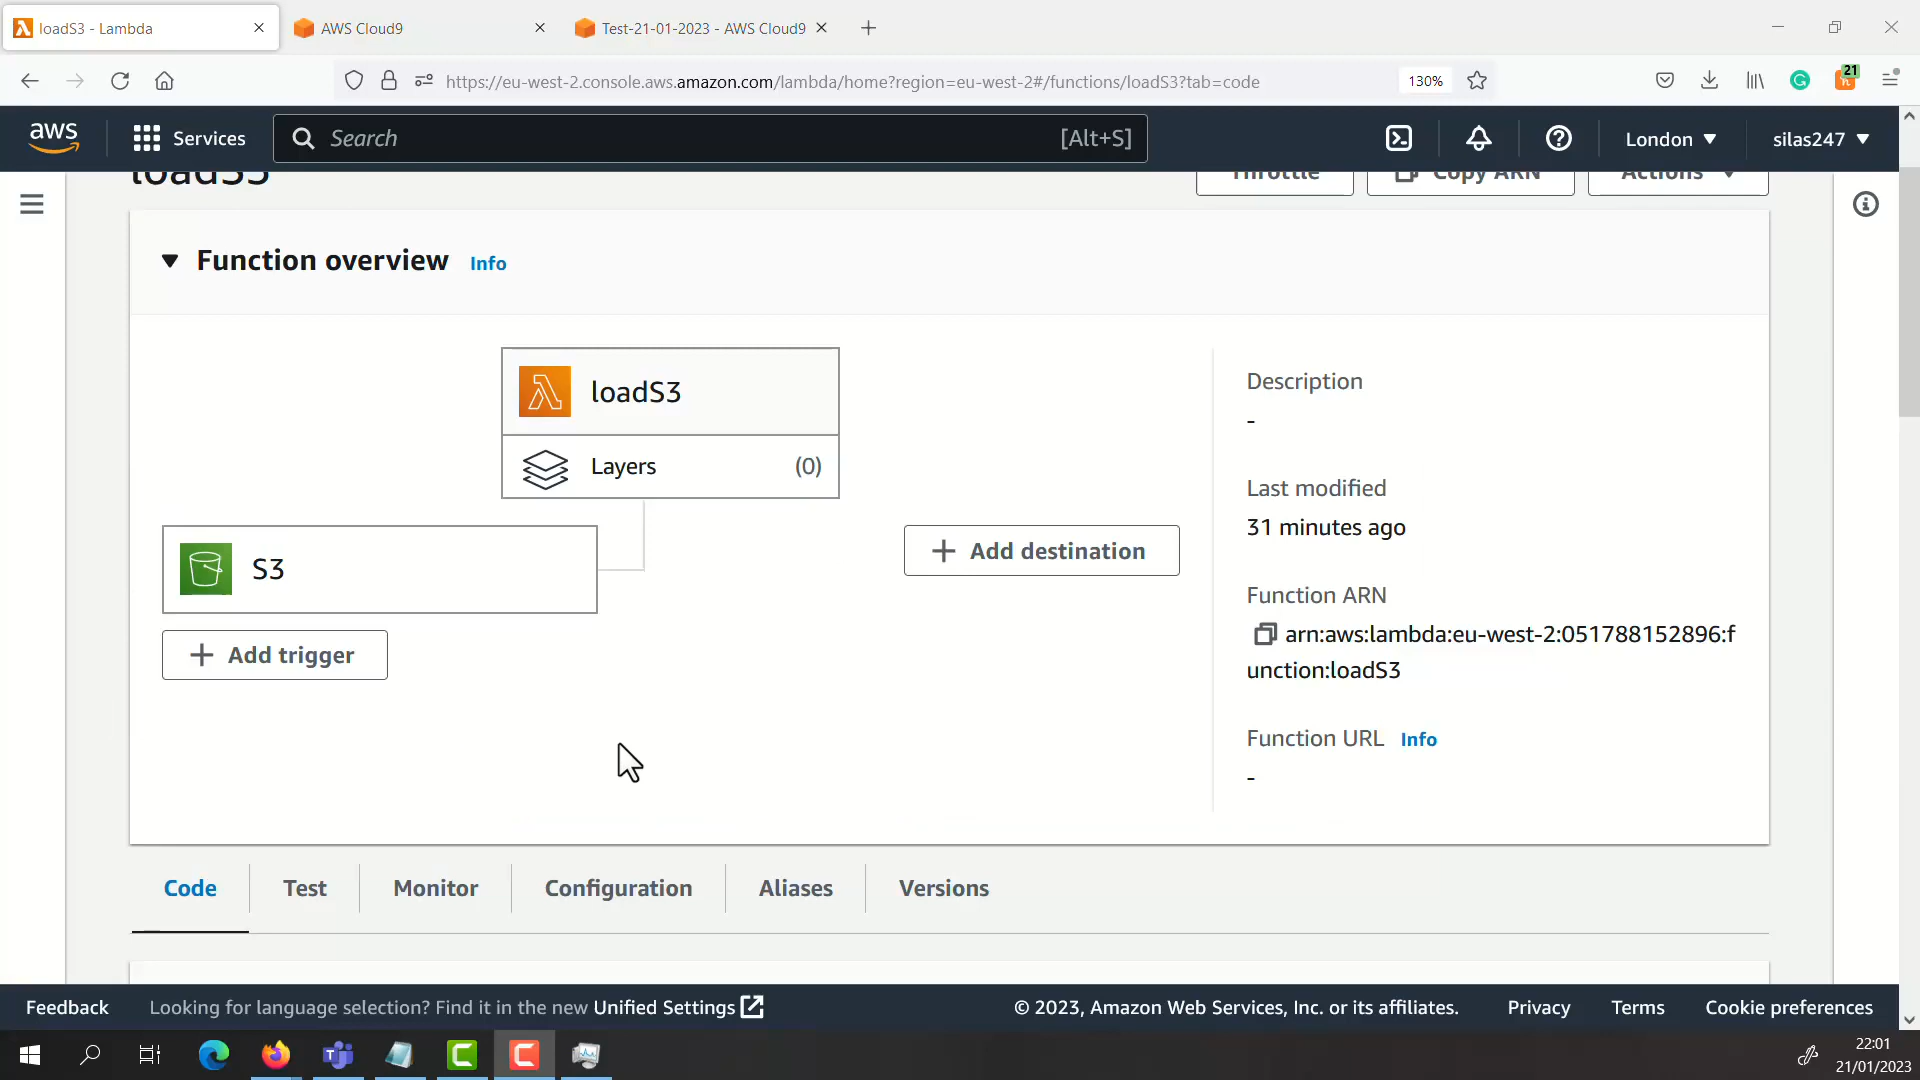 loadS3 - Lambda
AWS Cloud9
Test-21-01-2023 - AWS Cloud9
https://eu-west-2.console.aws.amazon.com/lambda/home?region=eu-west-2#/functions/loadS3?tab=code
130%
21
aws
Services
Search
[Alt+S]
London
silas247
loadS3
Throttle
Copy ARN
Actions
Function overview
Info
loadS3
Layers
(0)
S3
Add trigger
Add destination
Description
-
Last modified
31 minutes ago
Function ARN
arn:aws:lambda:eu-west-2:051788152896:f
unction:loadS3
Function URL Info
-
Code
Test
Monitor
Configuration
Aliases
Versions
Feedback
Looking for language selection? Find it in the new Unified Settings
© 2023, Amazon Web Services, Inc. or its affiliates.
Privacy
Terms
Cookie preferences
22:01
21/01/2023